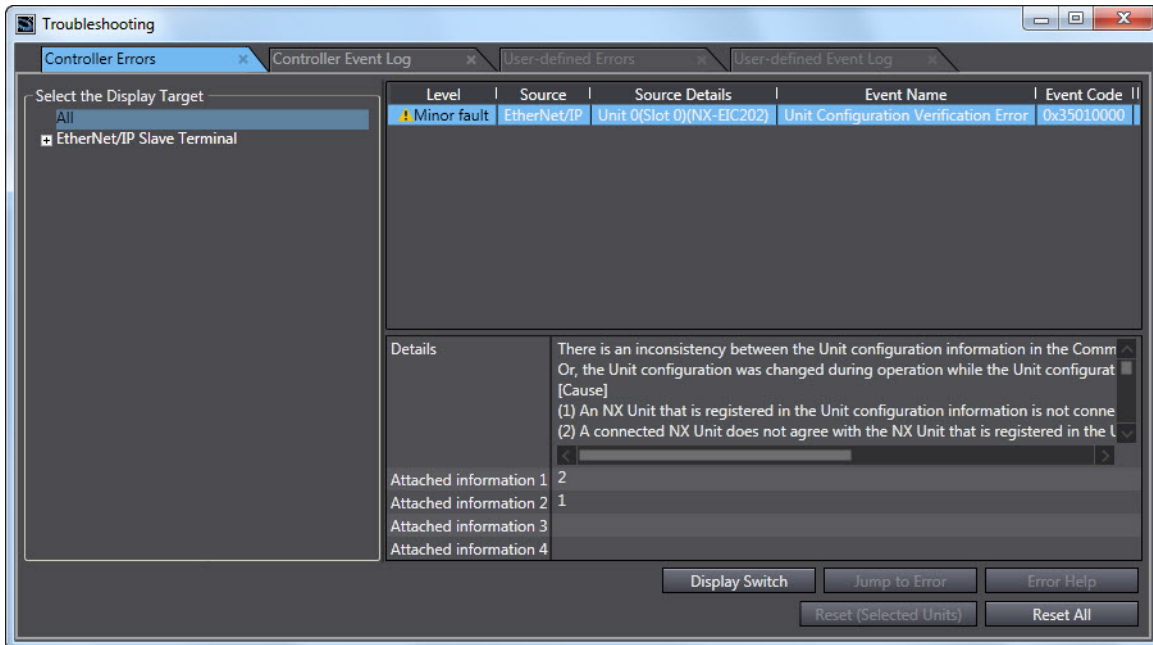 Troubleshooting
Controller Errors
Controller Event Log
User-defined Errors
User-defined Event Log
Select the Display Target
All
EtherNet/IP Slave Terminal
Level Source Source Details Event Name Event Code
Minor fault EtherNet/IP Unit 0(Slot 0)(NX-EIC202) Unit Configuration Verification Error 0x35010000
Details
There is an inconsistency between the Unit configuration information in the Comm
Or, the Unit configuration was changed during operation while the Unit configurat
[Cause]
(1) An NX Unit that is registered in the Unit configuration information is not conne
(2) A connected NX Unit does not agree with the NX Unit that is registered in the U
Attached information 1 2
Attached information 2 1
Attached information 3
Attached information 4
Display Switch Jump to Error Error Help
Reset (Selected Units) Reset All